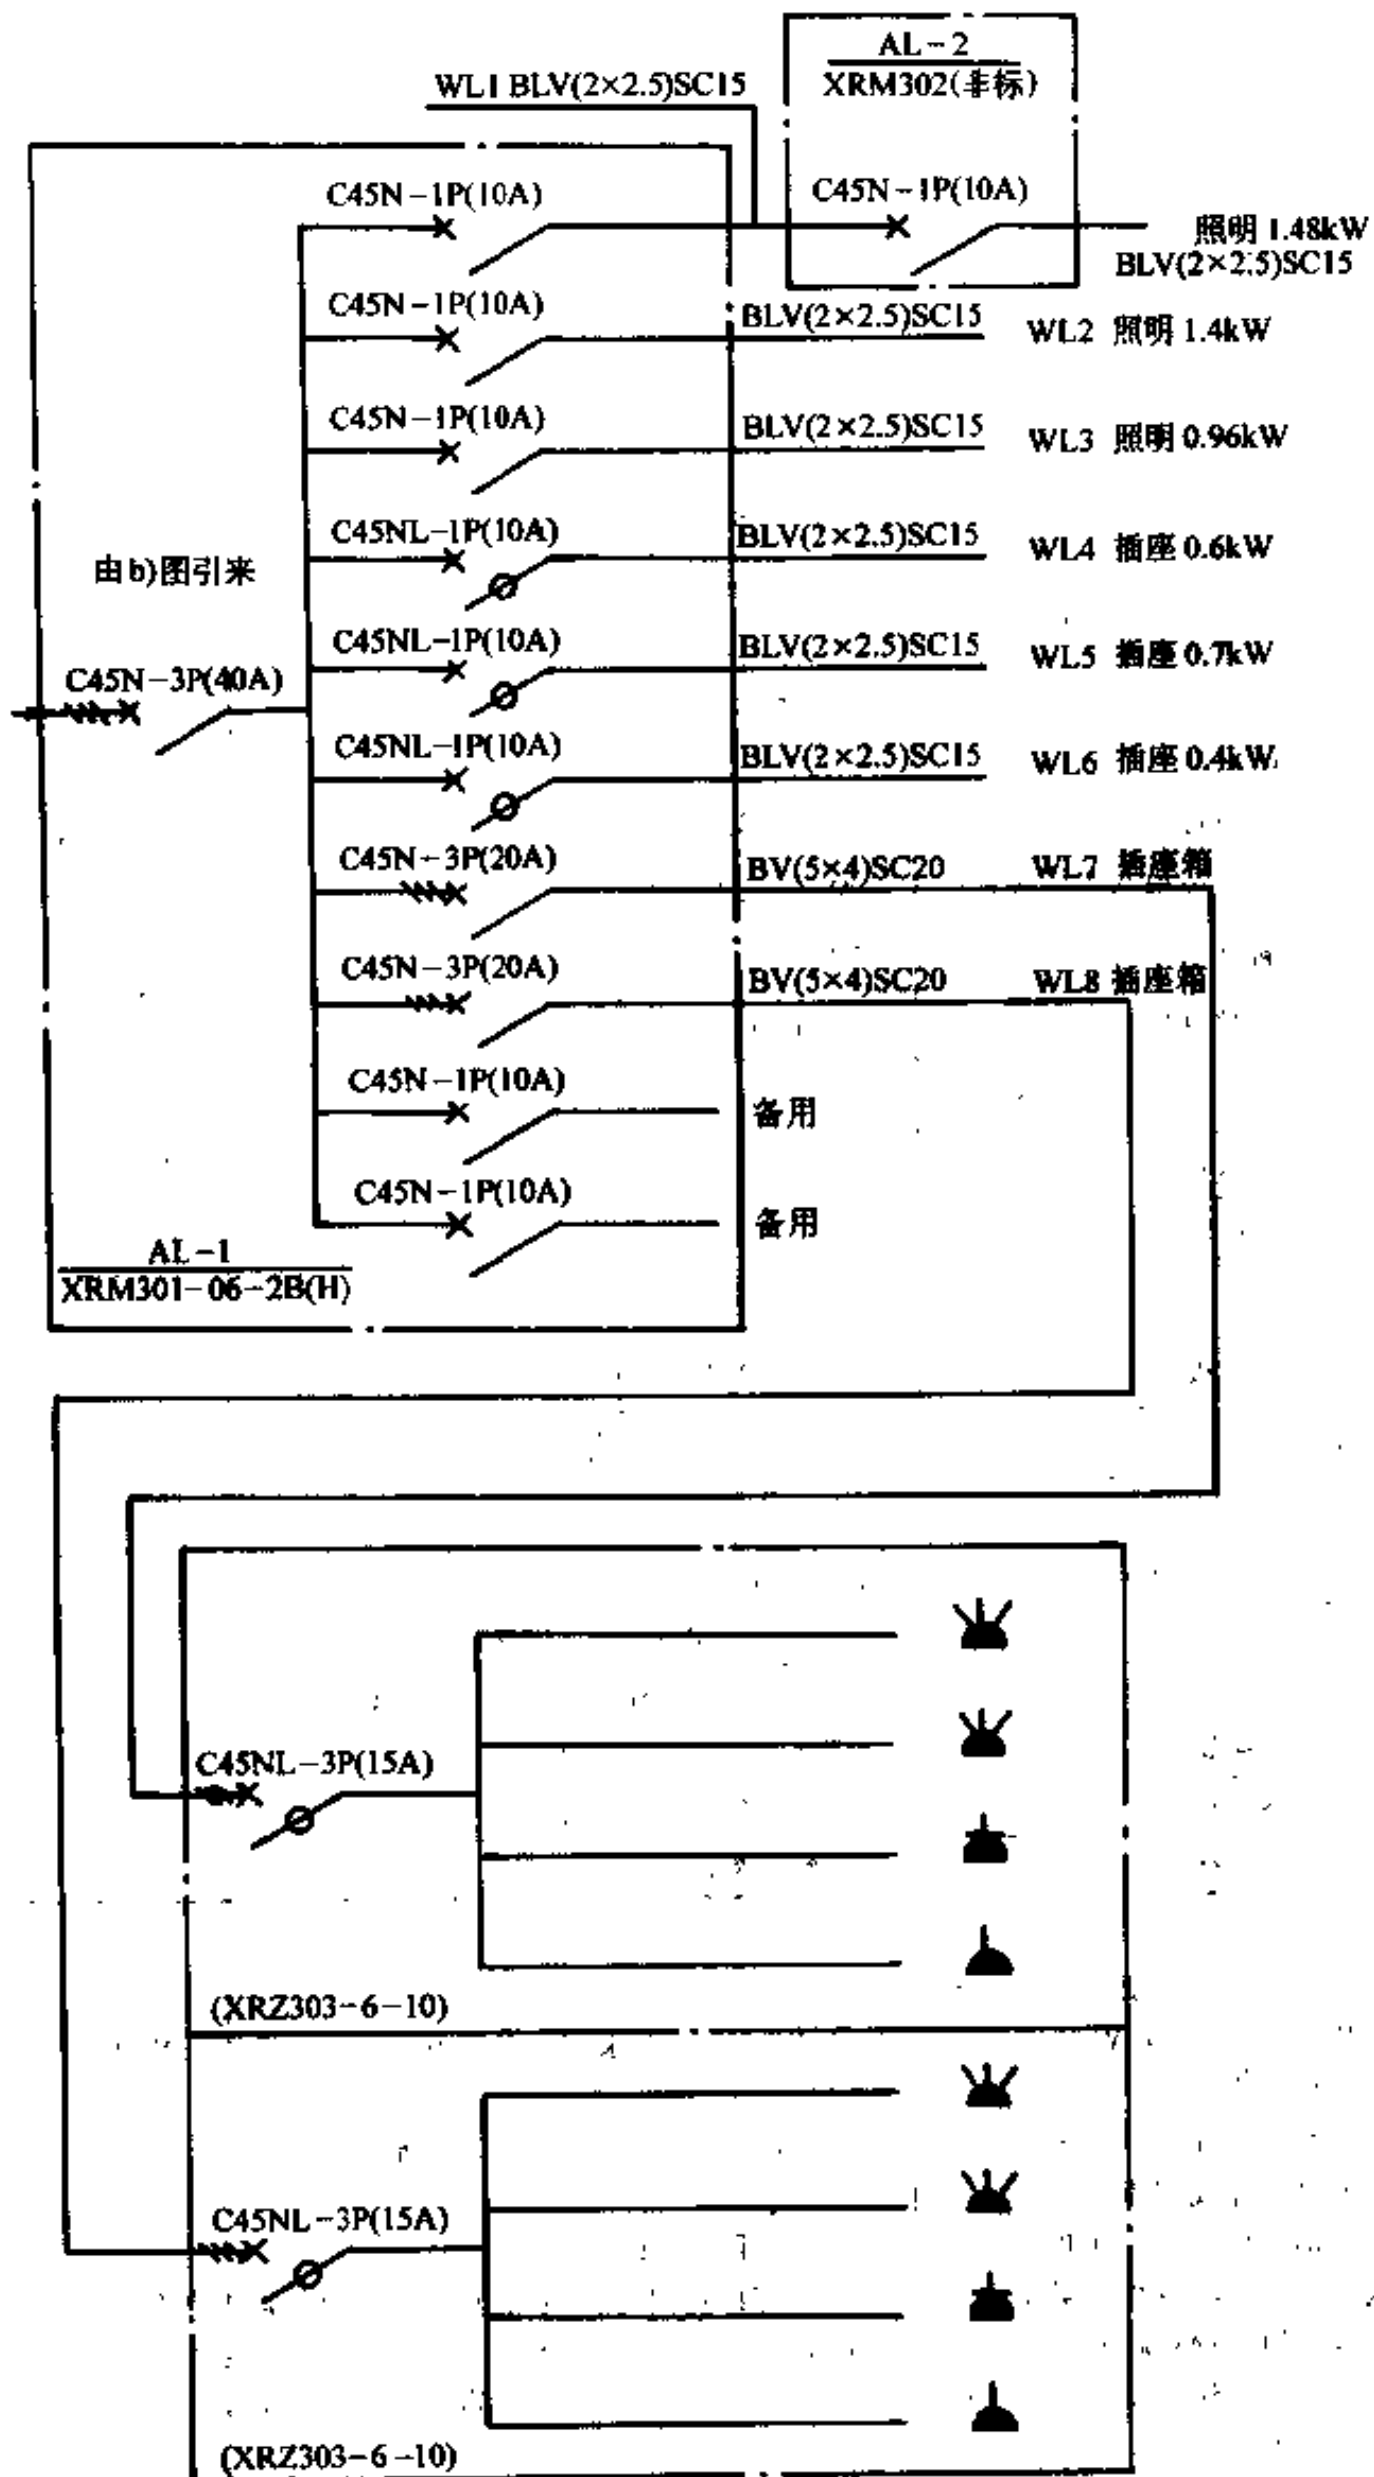 AL-2
XRM302(非标)
WL1 BLV(2×2.5)SC15
C45N-1P(10A)
C45N-1P(10A)
照明 1.48kW
BLV(2×2.5)SC15
C45N-1P(10A)
BLV(2×2.5)SC15
WL2 照明 1.4kW
C45N-1P(10A)
BLV(2×2.5)SC15
WL3 照明 0.96kW
C45NL-1P(10A)
BLV(2×2.5)SC15
WL4 插座 0.6kW
由b)图引来
C45NL-1P(10A)
BLV(2×2.5)SC15
WL5 插座 0.7kW
C45N-3P(40A)
C45NL-1P(10A)
BLV(2×2.5)SC15
WL6 插座 0.4kW
C45N-3P(20A)
BV(5×4)SC20
WL7 插座箱
C45N-3P(20A)
BV(5×4)SC20
WL8 插座箱
C45N-1P(10A)
备用
C45N-1P(10A)
备用
AL-1
XRM301-06-2B(H)
C45NL-3P(15A)
(XRZ303-6-10)
C45NL-3P(15A)
(XRZ303-6-10)